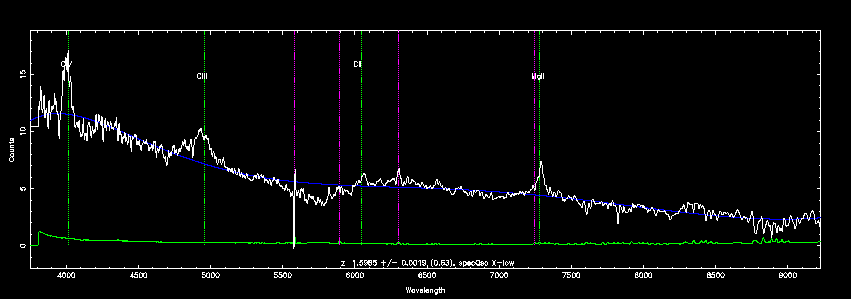 CIV CIII CII MgII
15
10
5
0
Counts
4000 4500 5000 5500 6000 6500 7000 7500 8000 8500 9000
z 1.5985 +/- 0.0019, (0.63), specQso X-low
Wavelength